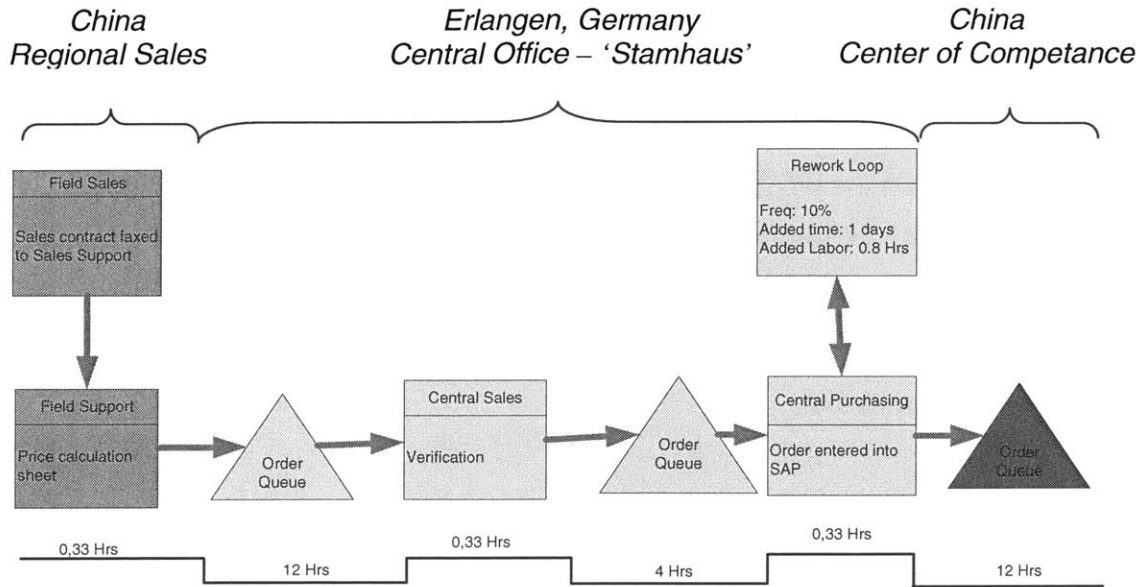 China
Regional Sales
Erlangen, Germany
Central Office – 'Stamhaus'
China
Center of Competance
Field Sales
Sales contract faxed
to Sales Support
Rework Loop
Freq: 10%
Added time: 1 days
Added Labor: 0.8 Hrs
Field Support
Price calculation
sheet
Order
Queue
Central Sales
Verification
Order
Queue
Central Purchasing
Order entered into
SAP
Order
Queue
0,33 Hrs
12 Hrs
0,33 Hrs
4 Hrs
0,33 Hrs
12 Hrs